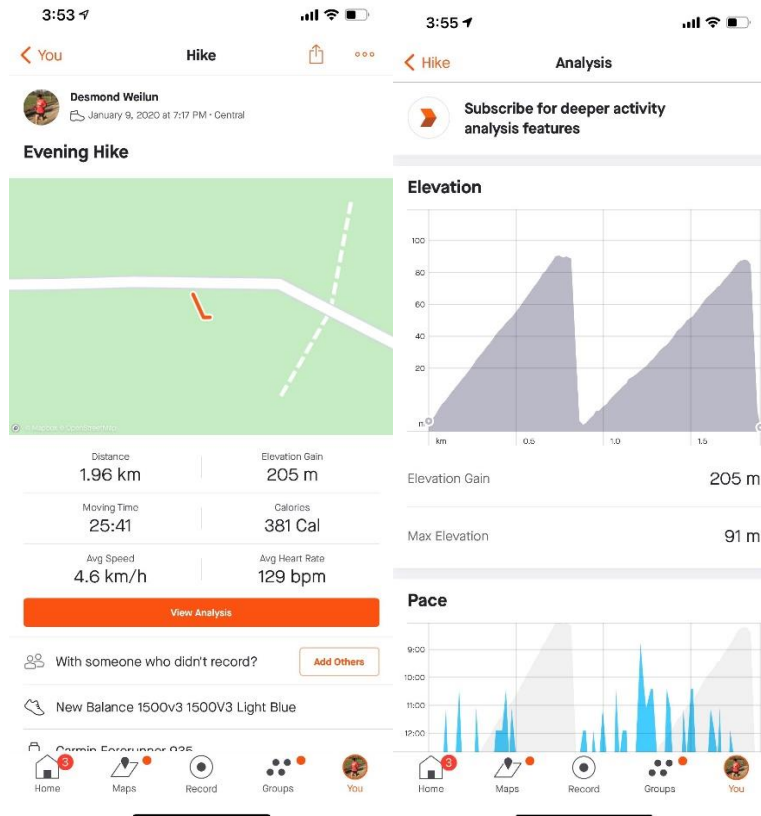 3:53
You
Hike
Desmond Weilun
January 9, 2020 at 7:17 PM · Central
Evening Hike
Distance
1.96 km
Elevation Gain
205 m
Moving Time
25:41
Calories
381 Cal
Avg Speed
4.6 km/h
Avg Heart Rate
129 bpm
View Analysis
With someone who didn't record?
Add Others
New Balance 1500v3 1500V3 Light Blue
Garmin Forerunner 935
3
Home
Maps
Record
Groups
You
3:55
Hike
Analysis
Subscribe for deeper activity
analysis features
Elevation
100
80
60
40
20
km
0.5
1.0
1.5
Elevation Gain
205 m
Max Elevation
91 m
Pace
9:00
10:00
11:00
12:00
3
Home
Maps
Record
Groups
You